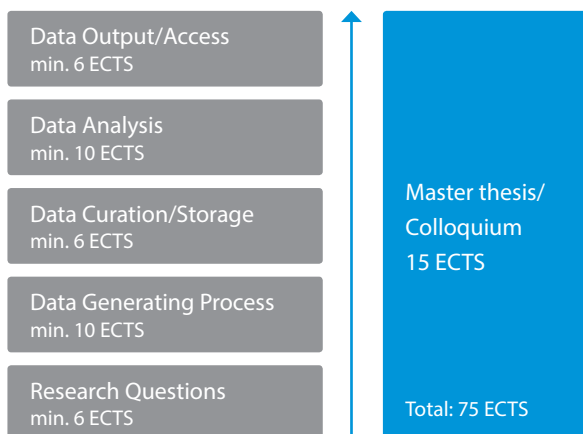 Data Output/Access
min. 6 ECTS
Data Analysis
min. 10 ECTS
Data Curation/Storage
min. 6 ECTS
Data Generating Process
min. 10 ECTS
Research Questions
min. 6 ECTS
Master thesis/
Colloquium
15 ECTS
Total: 75 ECTS